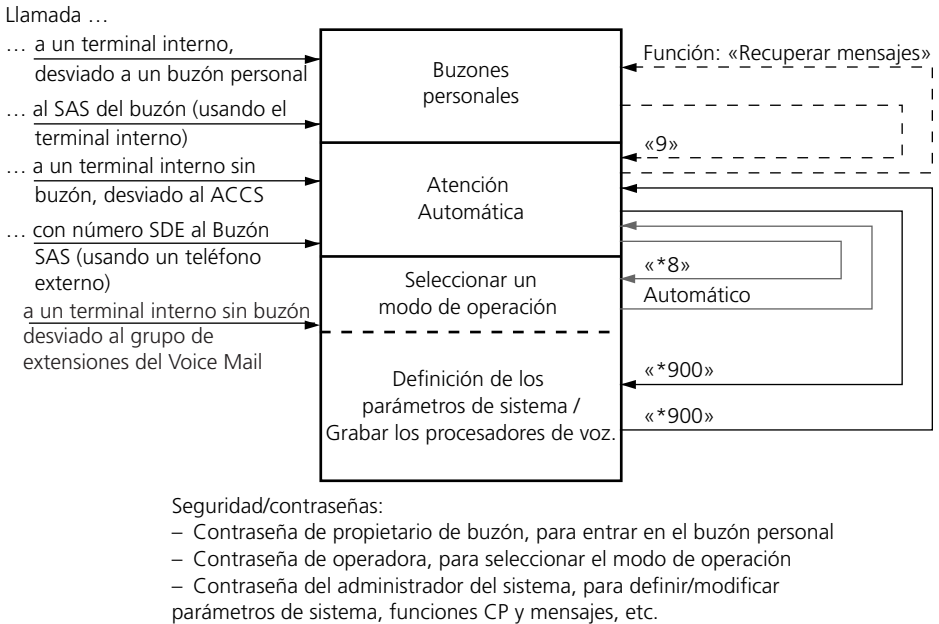 Llamada …
… a un terminal interno,
desviado a un buzón personal
… al SAS del buzón (usando el
terminal interno)
… a un terminal interno sin
buzón, desviado al ACCS
… con número SDE al Buzón
SAS (usando un teléfono
externo)
a un terminal interno sin buzón
desviado al grupo de
extensiones del Voice Mail
Buzones
personales
Atención
Automática
Seleccionar un
modo de operación
Definición de los
parámetros de sistema /
Grabar los procesadores de voz.
Función: «Recuperar mensajes»
«9»
«*8»
Automático
«*900»
«*900»
Seguridad/contraseñas:
– Contraseña de propietario de buzón, para entrar en el buzón personal
– Contraseña de operadora, para seleccionar el modo de operación
– Contraseña del administrador del sistema, para definir/modificar
parámetros de sistema, funciones CP y mensajes, etc.